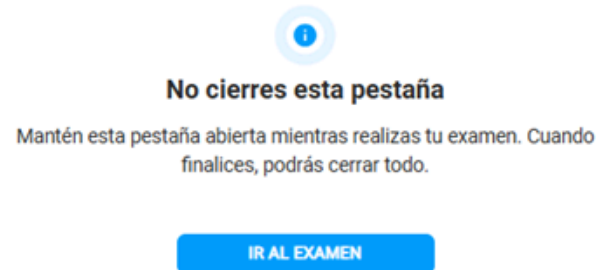 No cierres esta pestaña
Mantén esta pestaña abierta mientras realizas tu examen. Cuando
finalices, podrás cerrar todo.
IR AL EXAMEN